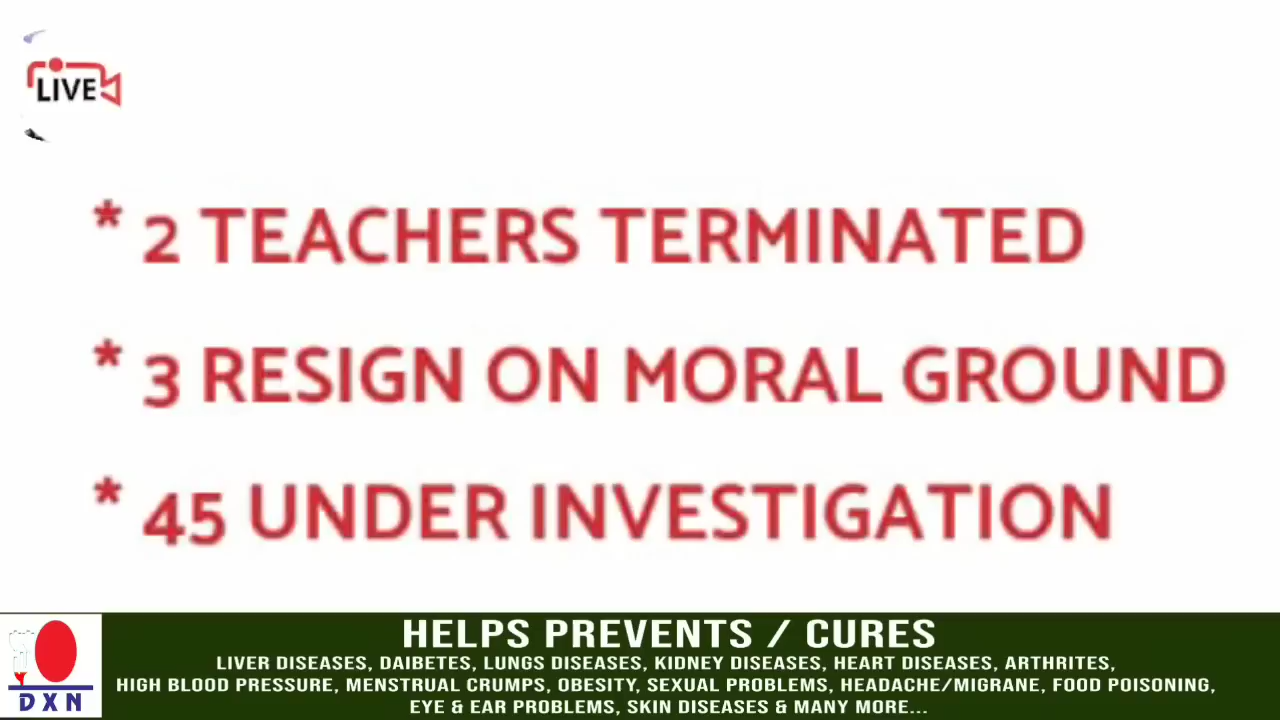 LIVE
* 2 TEACHERS TERMINATED
* 3 RESIGN ON MORAL GROUND
* 45 UNDER INVESTIGATION
HELPS PREVENTS / CURES
LIVER DISEASES, DAIBETES, LUNGS DISEASES, KIDNEY DISEASES, HEART DISEASES, ARTHRITES,
HIGH BLOOD PRESSURE, MENSTRUAL CRUMPS, OBESITY, SEXUAL PROBLEMS, HEADACHE/MIGRANE, FOOD POISONING,
EYE & EAR PROBLEMS, SKIN DISEASES & MANY MORE...
DXN